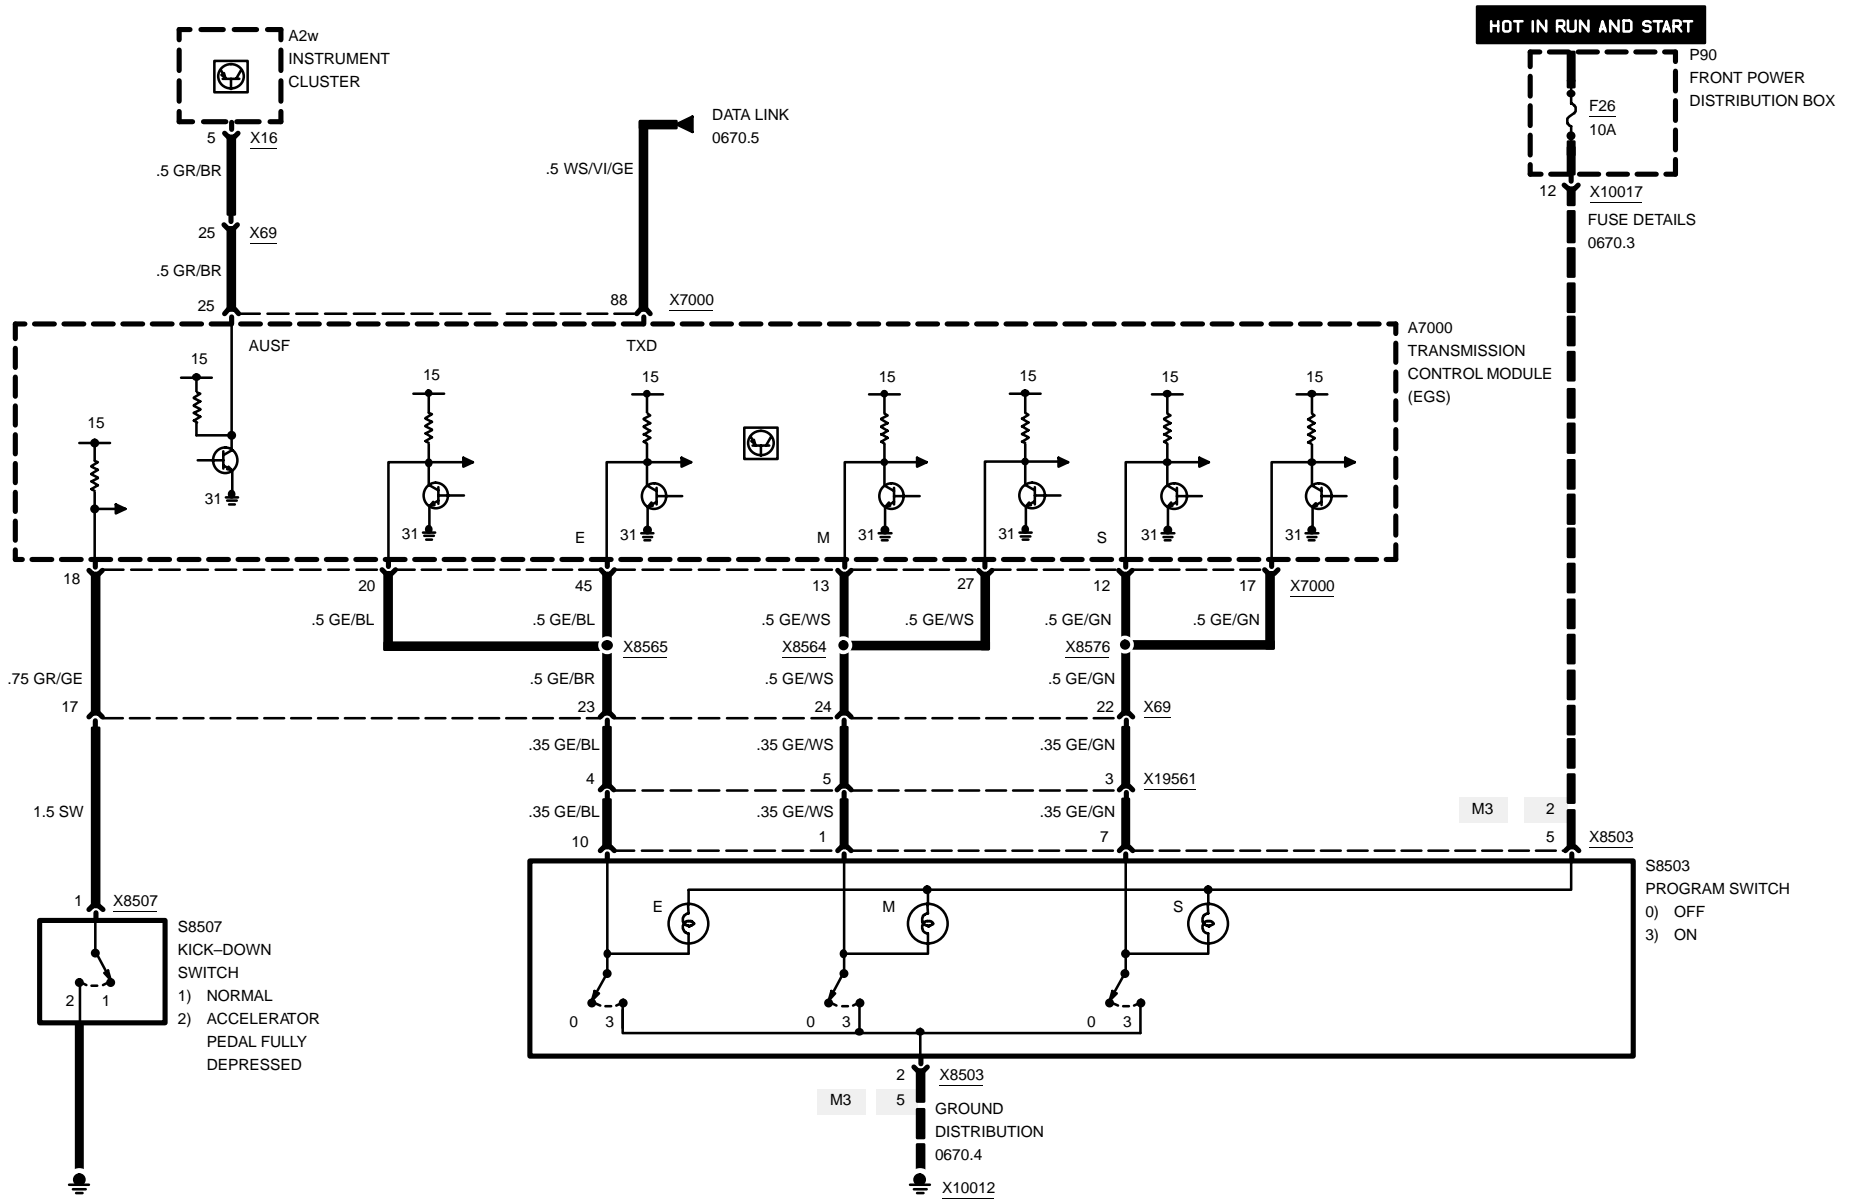 HOT IN RUN AND START
A2w
INSTRUMENT
CLUSTER
P90
FRONT POWER
DISTRIBUTION BOX
F26
10A
DATA LINK
0670.5
5 X16
.5 GR/BR
.5 WS/VI/GE
12 X10017
FUSE DETAILS
0670.3
25 X69
.5 GR/BR
25
88 X7000
A7000
TRANSMISSION
CONTROL MODULE
(EGS)
AUSF
TXD
15
15
15
15
15
15
15
15
31
31
31
31
31
31
31
E
M
S
18
20
45
13
27
12
17
X7000
.5 GE/BL
.5 GE/BL
.5 GE/WS
.5 GE/WS
.5 GE/GN
.5 GE/GN
X8565
X8564
X8576
.75 GR/GE
.5 GE/BR
.5 GE/WS
.5 GE/GN
17
23
24
22
X69
.35 GE/BL
.35 GE/WS
.35 GE/GN
4
5
3
X19561
1.5 SW
.35 GE/BL
.35 GE/WS
.35 GE/GN
M3 2
10
1
7
5 X8503
S8503
PROGRAM SWITCH
0) OFF
3) ON
1 X8507
S8507
KICK–DOWN
SWITCH
1) NORMAL
2) ACCELERATOR
PEDAL FULLY
DEPRESSED
2 1
E
M
S
0 3
0 3
0 3
2 X8503
M3 5
GROUND
DISTRIBUTION
0670.4
X10012